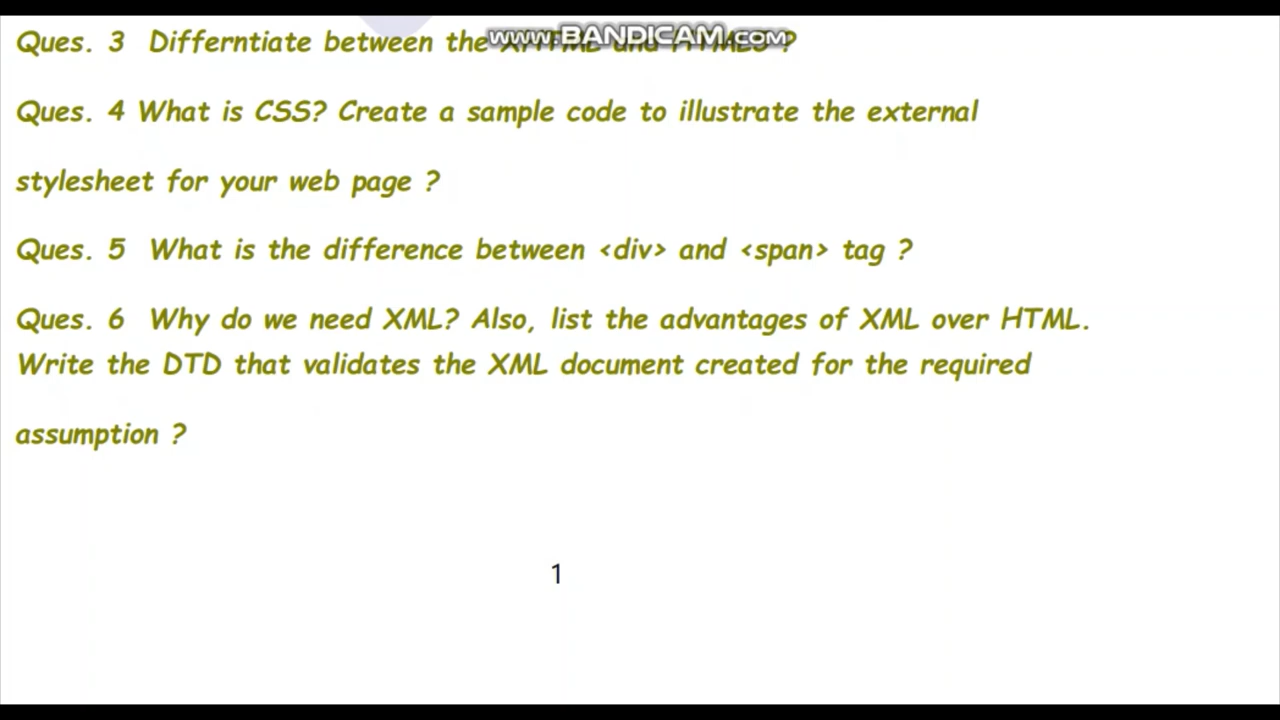 Ques. 3 Differntiate between the XHTML and HTML5 ?
www.BANDICAM.com
Ques. 4 What is CSS? Create a sample code to illustrate the external
stylesheet for your web page ?
Ques. 5 What is the difference between <div> and <span> tag ?
Ques. 6 Why do we need XML? Also, list the advantages of XML over HTML.
Write the DTD that validates the XML document created for the required
assumption ?
1